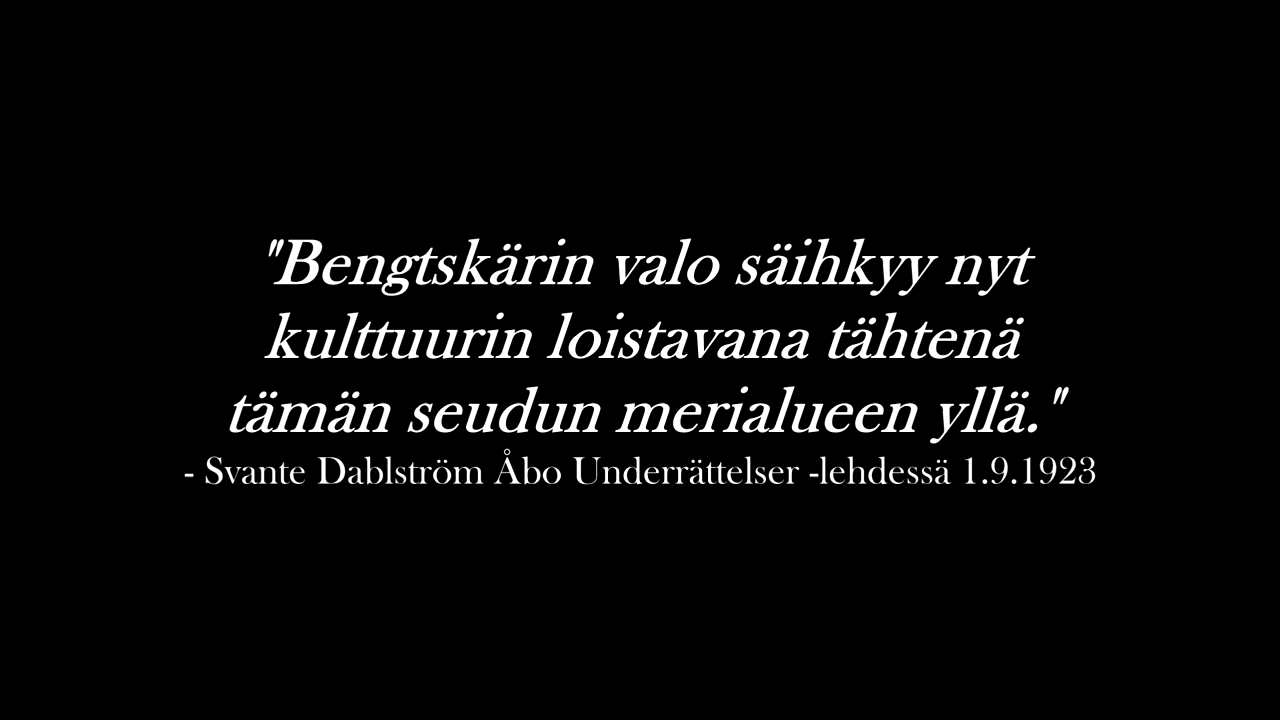 "Bengtskärin valo säihkyy nyt
kulttuurin loistavana tähtenä
tämän seudun merialueen yllä."
- Svante Dablström Åbo Underrättelser -lehdessä 1.9.1923